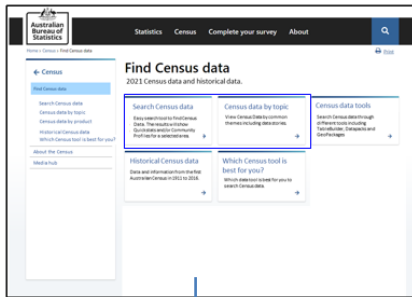 Australian
Bureau of
Statistics
Statistics Census Complete your survey About
Home > Census > Find Census data
Print
← Census
Find Census data
Search Census data
Census data by topic
Census data by product
Historical Census data
Which Census tool is best for you?
About the Census
Media hub
Find Census data
2021 Census data and historical data.
Search Census data
Easy search tool to find Census
Data. The results will show
Quickstats and/or Community
Profiles for a selected area.
→
Census data by topic
View Census Data by common
themes including data stories.
→
Census data tools
Search Census data through
different tools including
TableBuilder, Datapacks and
GeoPackages
→
Historical Census data
Data and information from the first
Australian Census in 1911 to 2016.
→
Which Census tool is
best for you?
Which data tool is best for you to
search Census data.
→